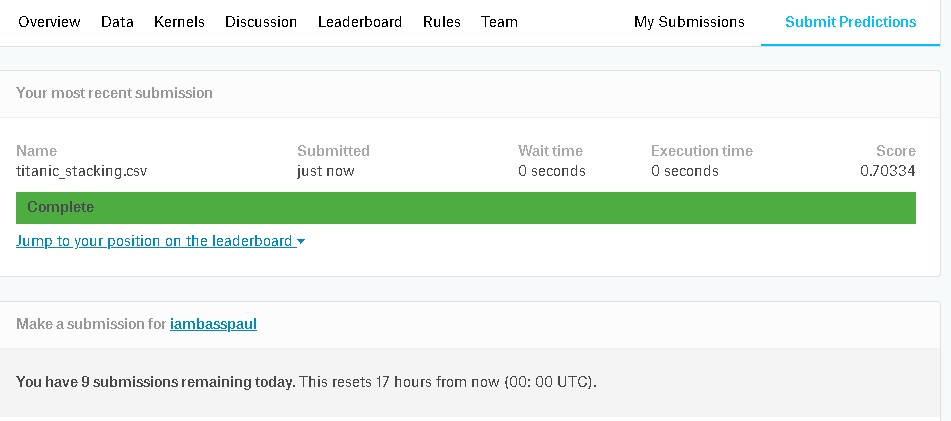 Overview Data Kernels Discussion Leaderboard Rules Team My Submissions Submit Predictions
Your most recent submission
Name Submitted Wait time Execution time Score
titanic_stacking.csv just now 0 seconds 0 seconds 0.70334
Complete
Jump to your position on the leaderboard
Make a submission for iambasspaul
You have 9 submissions remaining today. This resets 17 hours from now (00: 00 UTC).